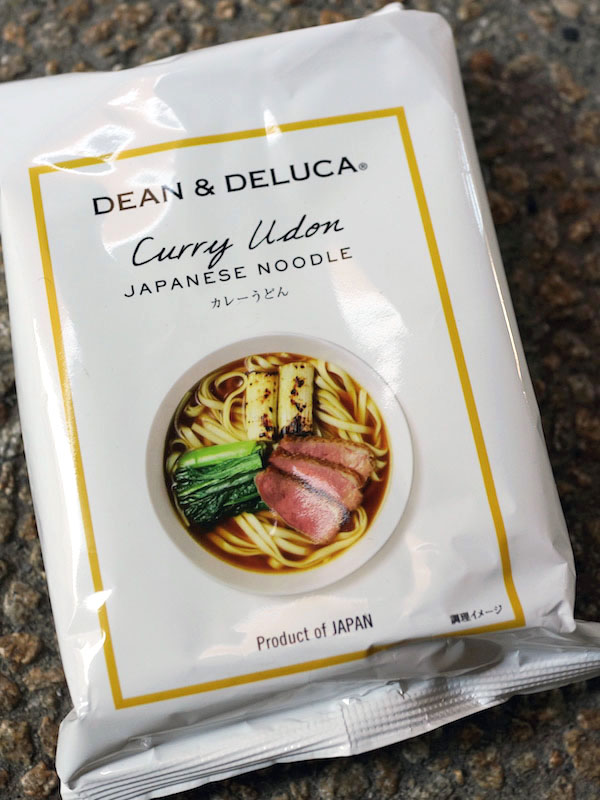 DEAN & DELUCA®
Curry Udon
JAPANESE NOODLE
カレーうどん
Product of JAPAN
調理イメージ